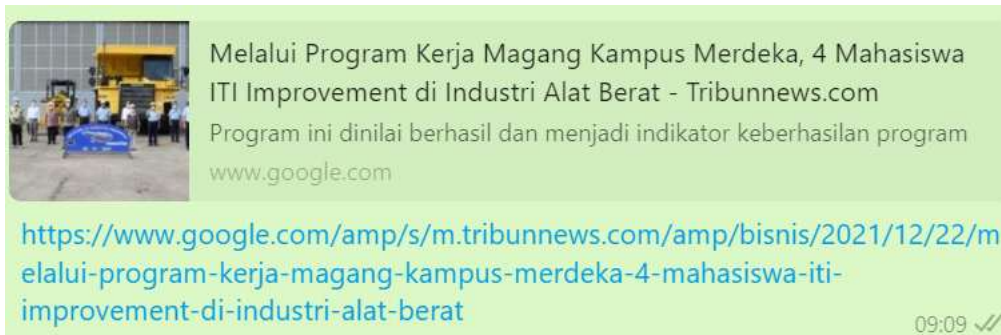 Melalui Program Kerja Magang Kampus Merdeka, 4 Mahasiswa
ITI Improvement di Industri Alat Berat - Tribunnews.com
Program ini dinilai berhasil dan menjadi indikator keberhasilan program
www.google.com
https://www.google.com/amp/s/m.tribunnews.com/amp/bisnis/2021/12/22/m
elalui-program-kerja-magang-kampus-merdeka-4-mahasiswa-iti-
improvement-di-industri-alat-berat
09:09